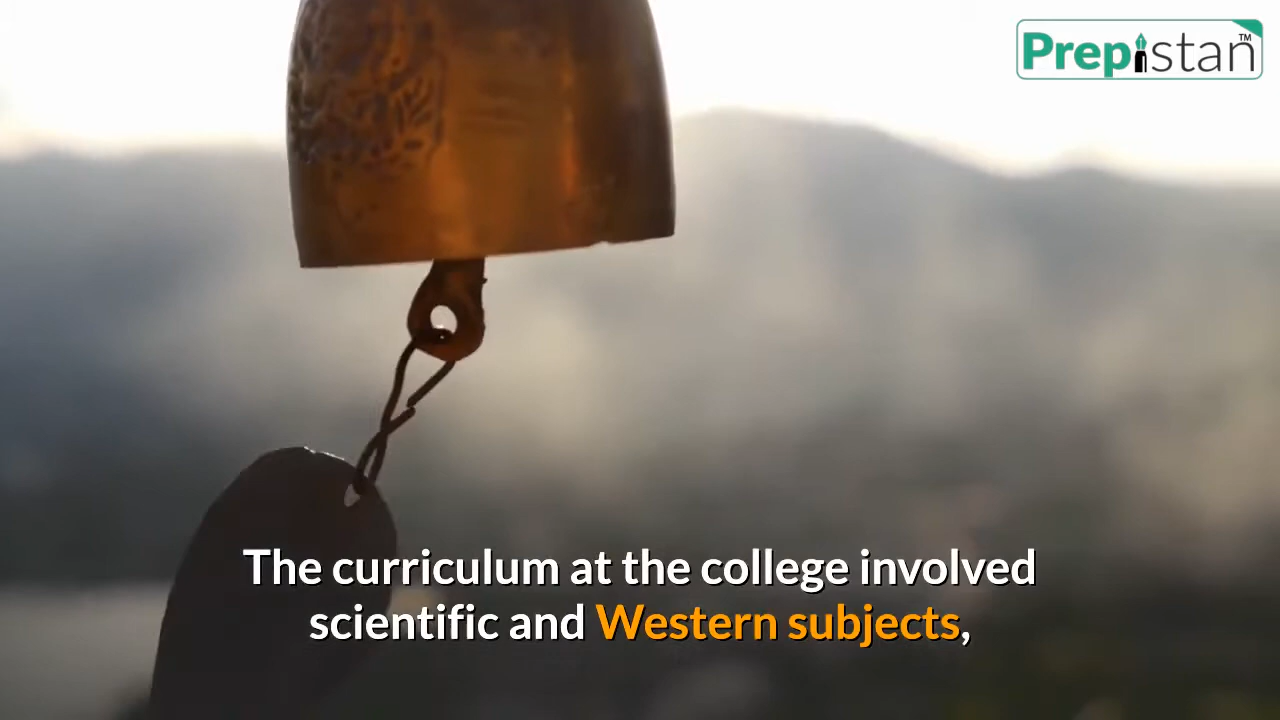 Prepistan™
The curriculum at the college involved
scientific and Western subjects,